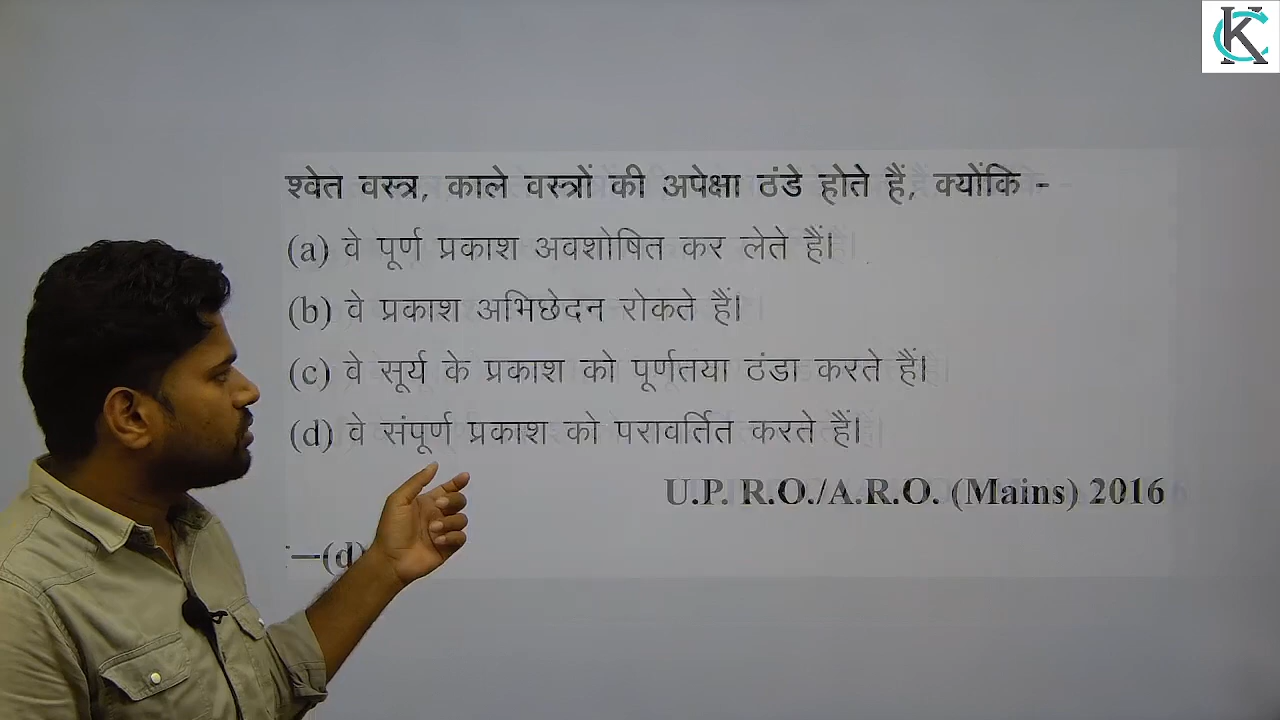 KC
श्वेत वस्त्र, काले वस्त्रों की अपेक्षा ठंडे होते हैं, क्योंकि -
(a) वे पूर्ण प्रकाश अवशोषित कर लेते हैं।
(b) वे प्रकाश अभिछेदन रोकते हैं।
(c) वे सूर्य के प्रकाश को पूर्णतया ठंडा करते हैं।
(d) वे संपूर्ण प्रकाश को परावर्तित करते हैं।
U.P. R.O./A.R.O. (Mains) 2016
—(d)